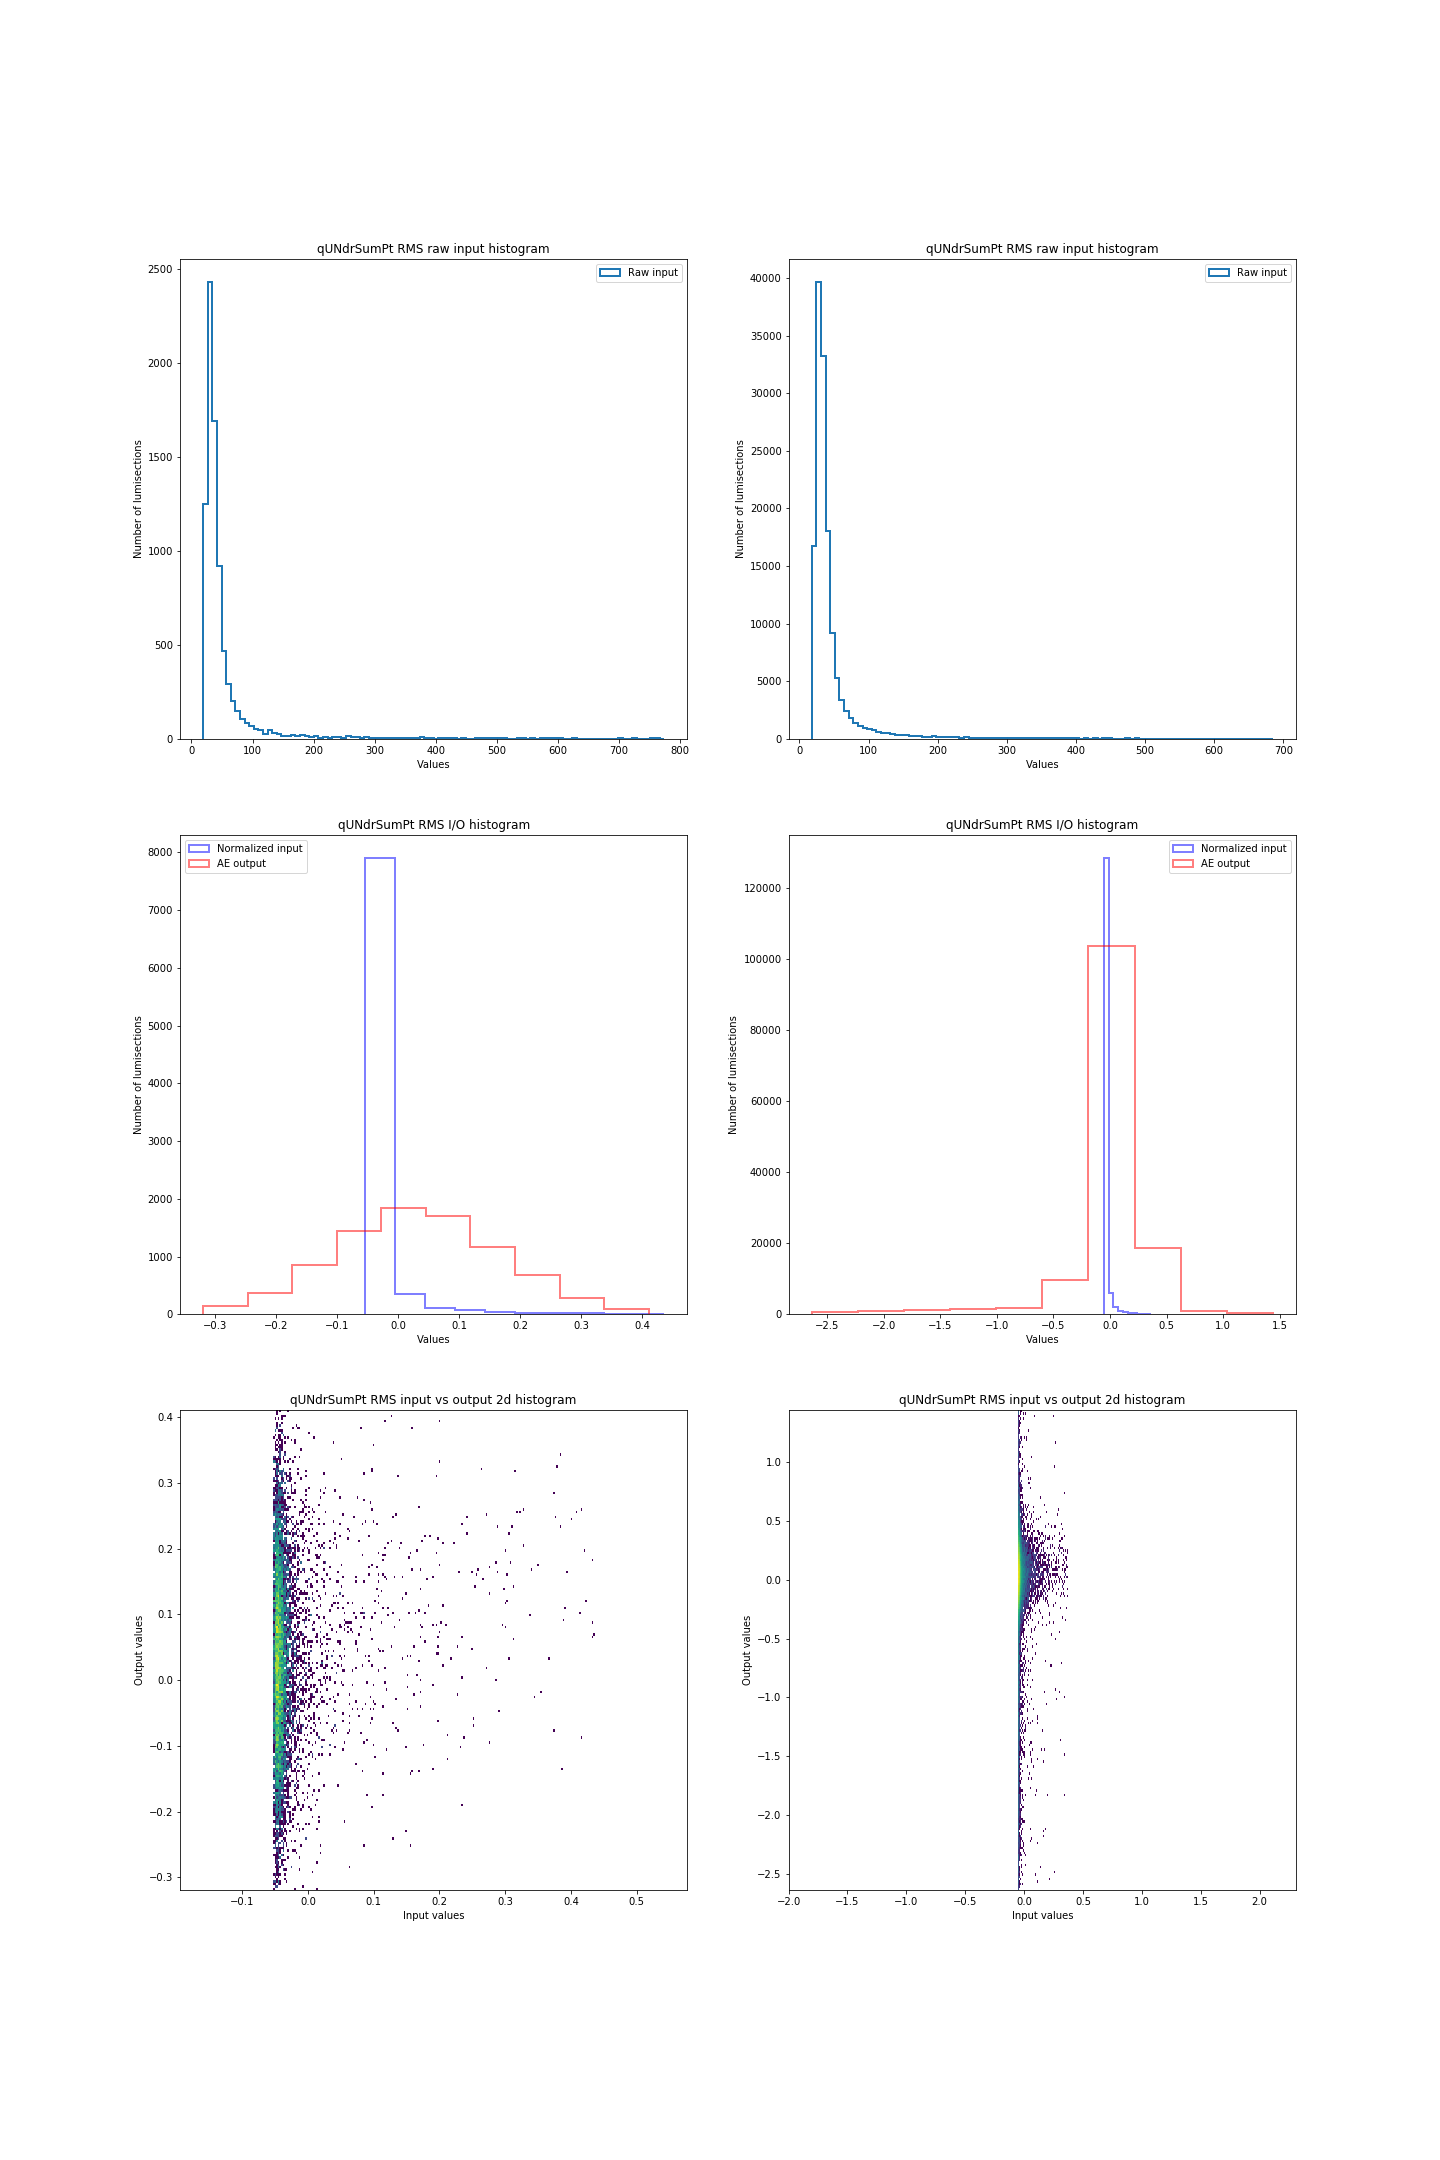 qUNdrSumPt RMS raw input histogram
Raw input
2500
2000
1500
1000
500
0
Number of lumisections
0 100 200 300 400 500 600 700 800
Values
qUNdrSumPt RMS raw input histogram
Raw input
40000
35000
30000
25000
20000
15000
10000
5000
0
Number of lumisections
0 100 200 300 400 500 600 700
Values
qUNdrSumPt RMS I/O histogram
Normalized input
AE output
8000
7000
6000
5000
4000
3000
2000
1000
0
Number of lumisections
−0.3 −0.2 −0.1 0.0 0.1 0.2 0.3 0.4
Values
qUNdrSumPt RMS I/O histogram
Normalized input
AE output
120000
100000
80000
60000
40000
20000
0
Number of lumisections
−2.5 −2.0 −1.5 −1.0 −0.5 0.0 0.5 1.0 1.5
Values
qUNdrSumPt RMS input vs output 2d histogram
0.4
0.3
0.2
0.1
0.0
−0.1
−0.2
−0.3
Output values
−0.1 0.0 0.1 0.2 0.3 0.4 0.5
Input values
qUNdrSumPt RMS input vs output 2d histogram
1.0
0.5
0.0
−0.5
−1.0
−1.5
−2.0
−2.5
Output values
−2.0 −1.5 −1.0 −0.5 0.0 0.5 1.0 1.5 2.0
Input values